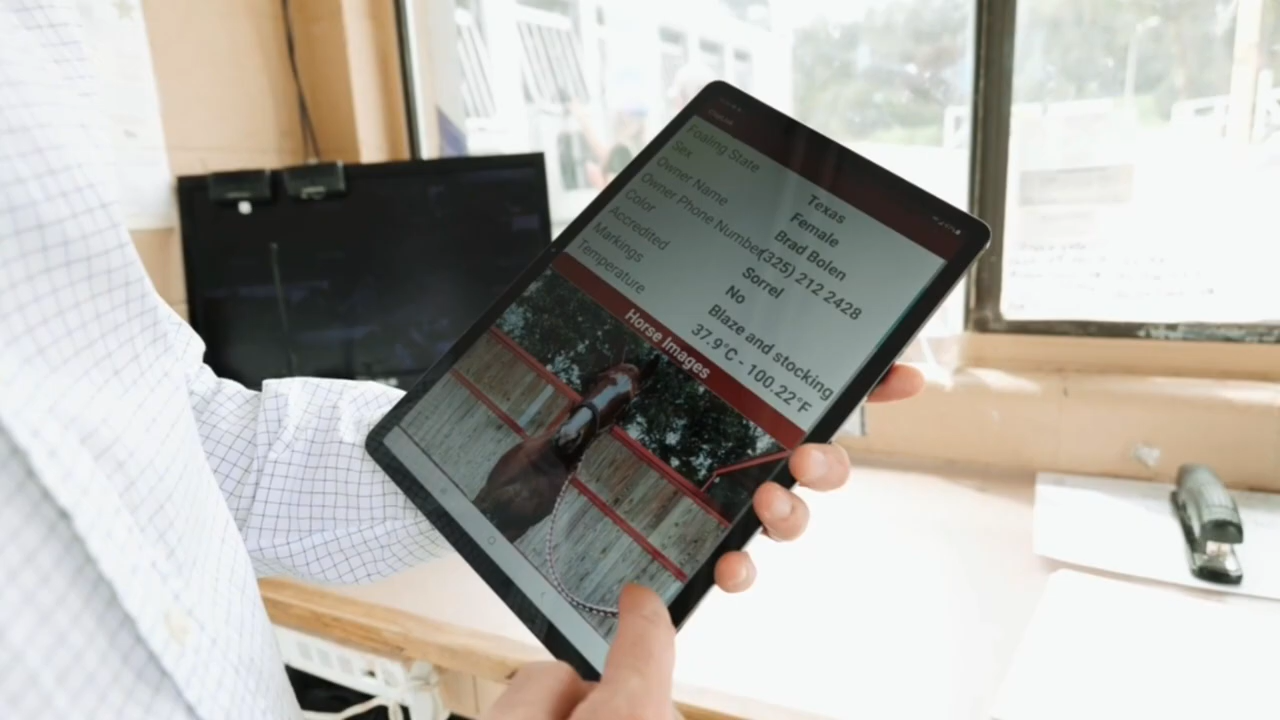 Foaling State Texas
Sex Female
Owner Name Brad Bolen
Owner Phone Number (325) 212 2428
Color Sorrel
Accredited No
Markings Blaze and stocking
Temperature 37.9°C - 100.22°F
Horse Images